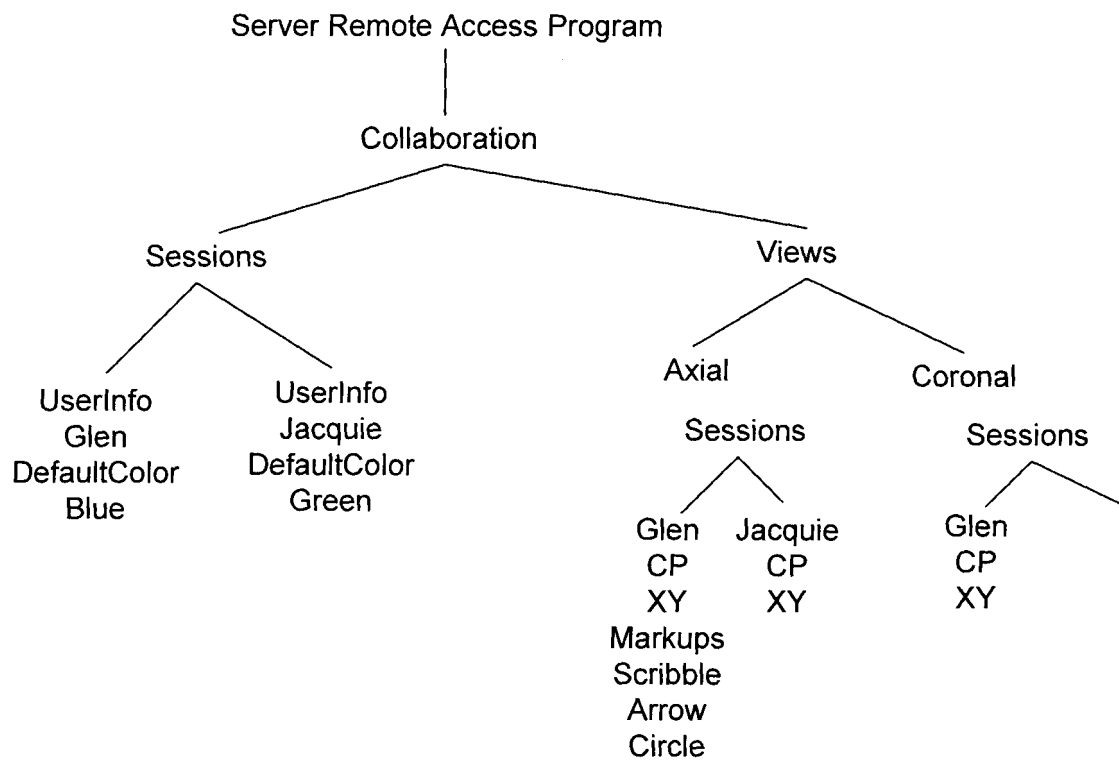 Server Remote Access Program
Collaboration
Sessions
Views
UserInfo
Glen
DefaultColor
Blue
UserInfo
Jacquie
DefaultColor
Green
Axial
Coronal
Sessions
Sessions
Glen
CP
XY
Markups
Scribble
Arrow
Circle
Jacquie
CP
XY
Glen
CP
XY